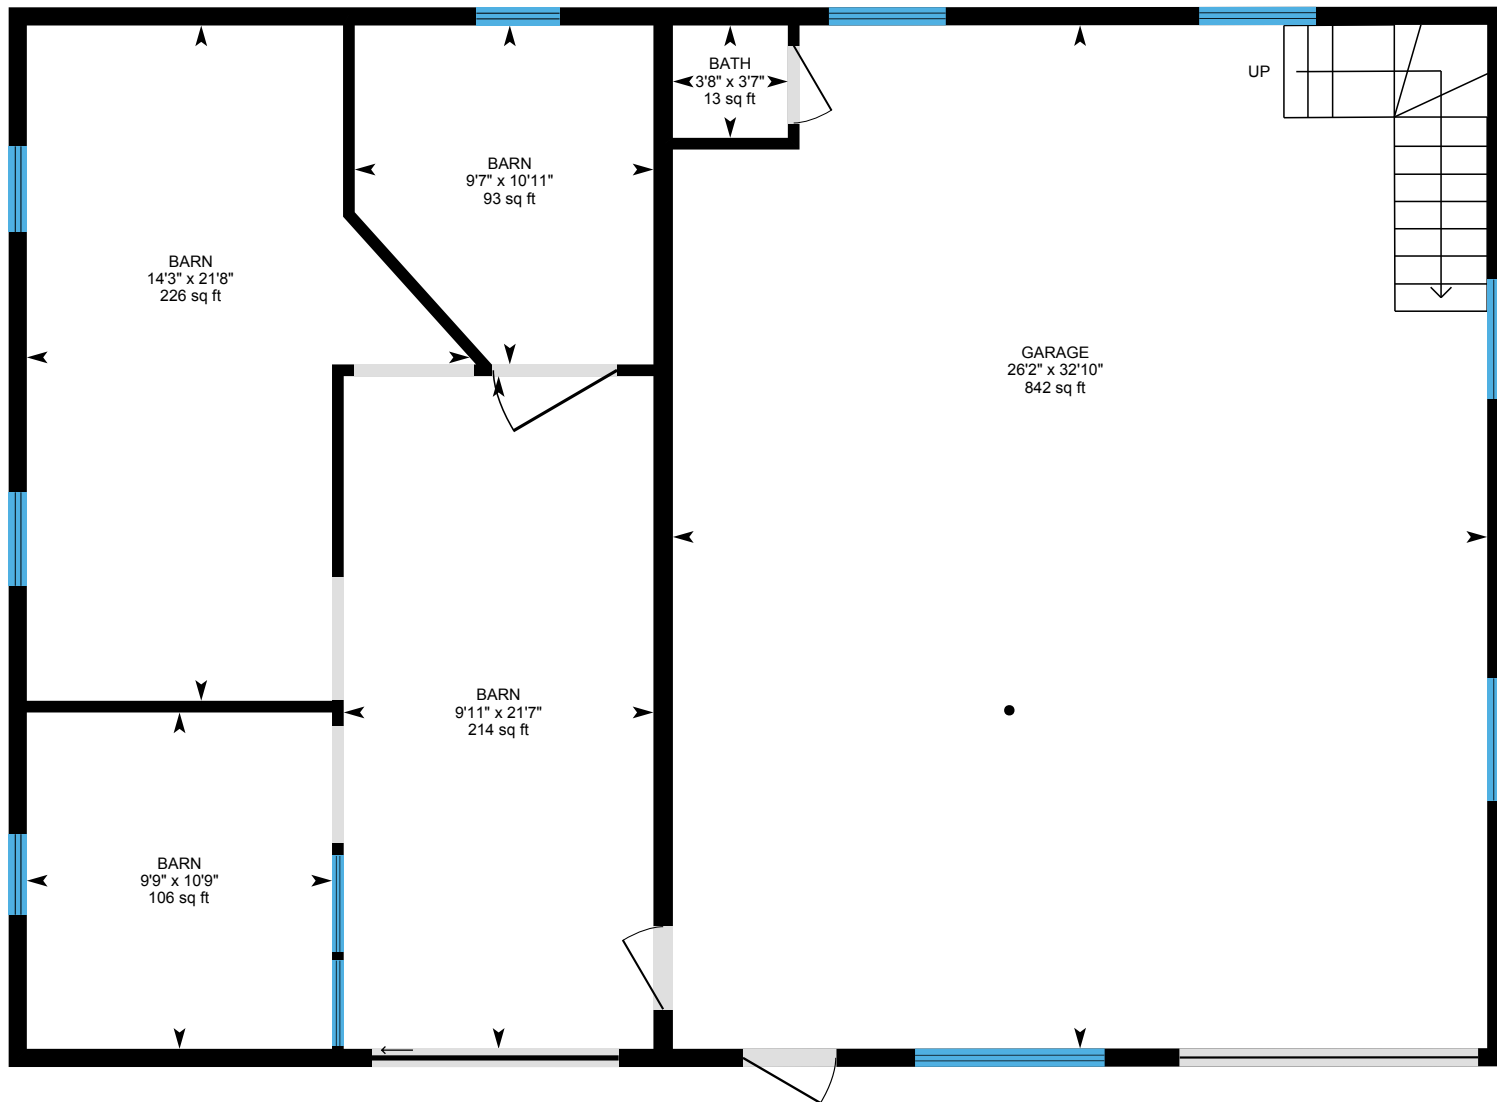 BATH
3'8" x 3'7"
13 sq ft
UP
BARN
9'7" x 10'11"
93 sq ft
BARN
14'3" x 21'8"
226 sq ft
GARAGE
26'2" x 32'10"
842 sq ft
BARN
9'11" x 21'7"
214 sq ft
BARN
9'9" x 10'9"
106 sq ft